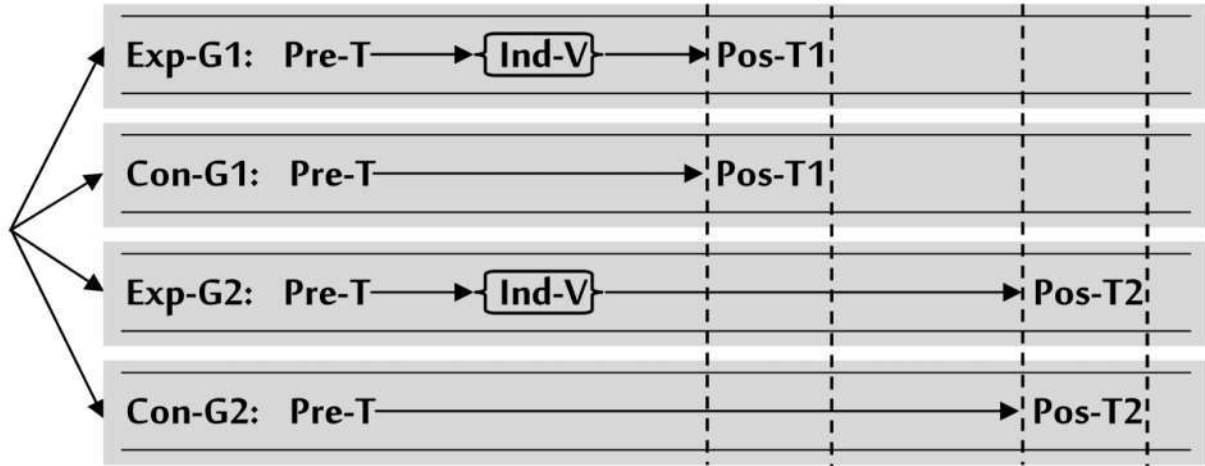 Exp-G1: Pre-T Ind-V Pos-T1
Con-G1: Pre-T Pos-T1
Exp-G2: Pre-T Ind-V Pos-T2
Con-G2: Pre-T Pos-T2